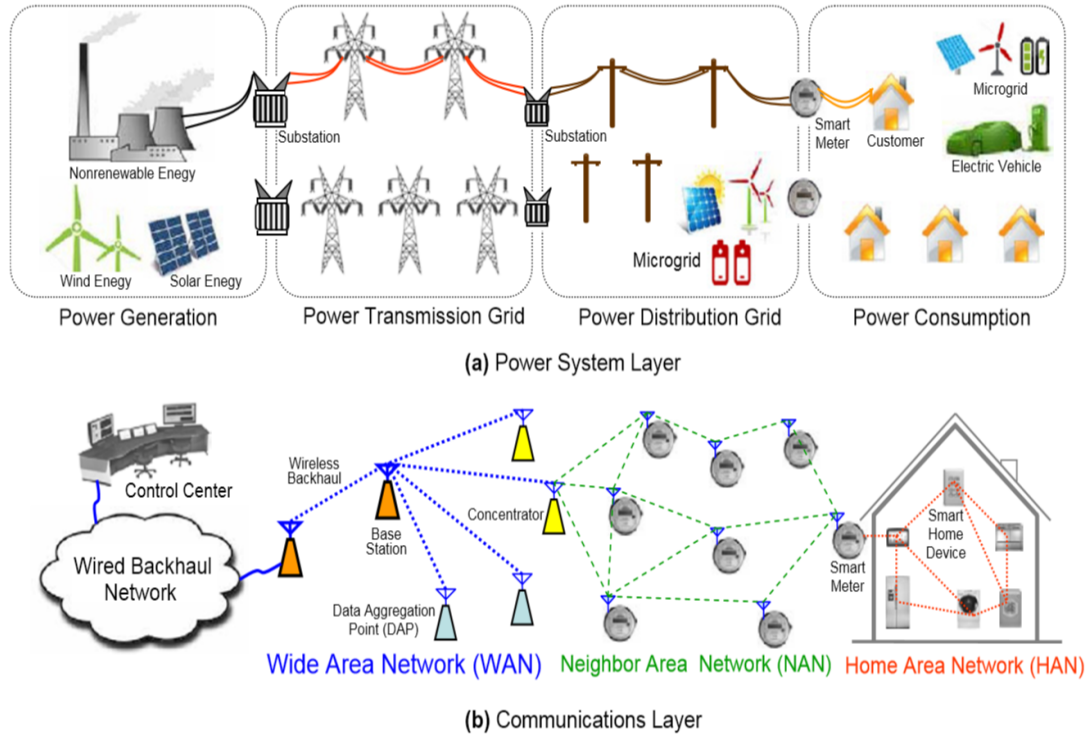 Substation
Substation
Smart
Meter
Customer
Microgrid
Electric Vehicle
Nonrenewable Enegy
Wind Enegy
Solar Enegy
Microgrid
Power Generation
Power Transmission Grid
Power Distribution Grid
Power Consumption
(a) Power System Layer
Control Center
Wired Backhaul
Network
Wireless
Backhaul
Base
Station
Concentrator
Data Aggregation
Point (DAP)
Smart
Meter
Smart
Home
Device
Wide Area Network (WAN)
Neighbor Area Network (NAN)
Home Area Network (HAN)
(b) Communications Layer